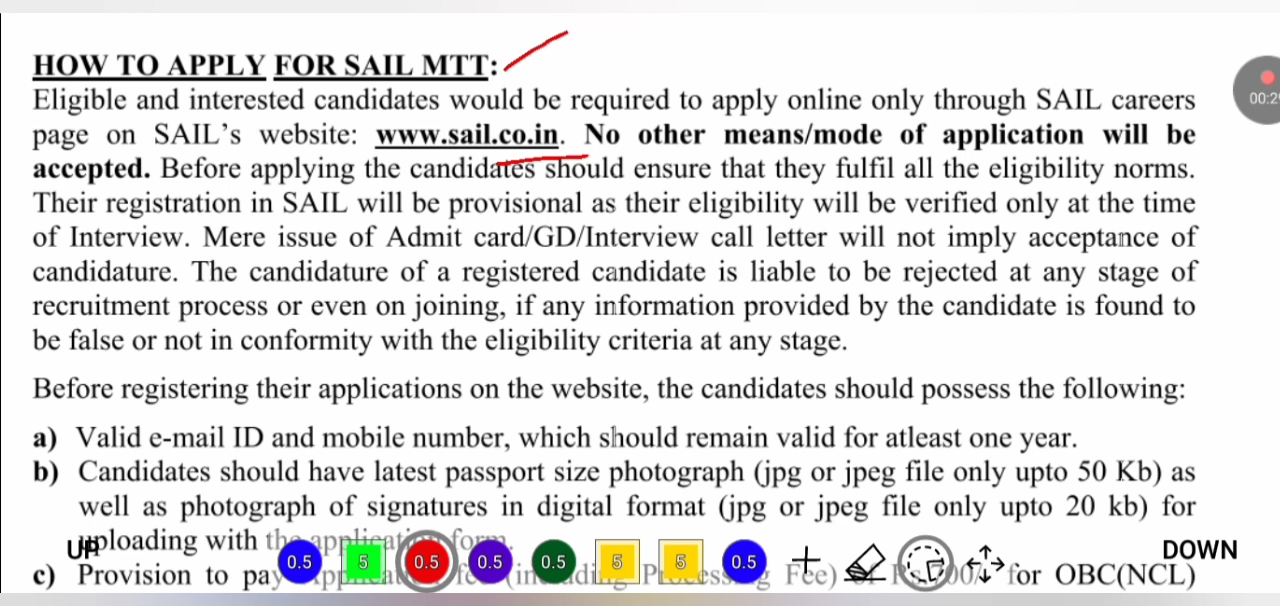 HOW TO APPLY FOR SAIL MTT:
Eligible and interested candidates would be required to apply online only through SAIL careers
page on SAIL's website: www.sail.co.in. No other means/mode of application will be
accepted. Before applying the candidates should ensure that they fulfil all the eligibility norms.
Their registration in SAIL will be provisional as their eligibility will be verified only at the time
of Interview. Mere issue of Admit card/GD/Interview call letter will not imply acceptance of
candidature. The candidature of a registered candidate is liable to be rejected at any stage of
recruitment process or even on joining, if any information provided by the candidate is found to
be false or not in conformity with the eligibility criteria at any stage.
Before registering their applications on the website, the candidates should possess the following:
a) Valid e-mail ID and mobile number, which should remain valid for atleast one year.
b) Candidates should have latest passport size photograph (jpg or jpeg file only upto 50 Kb) as
well as photograph of signatures in digital format (jpg or jpeg file only upto 20 kb) for
uploading with the application form.
c) Provision to pay Fee) for OBC(NCL)
UP
0.5 5 0.5 0.5 0.5 5 5 0.5
DOWN